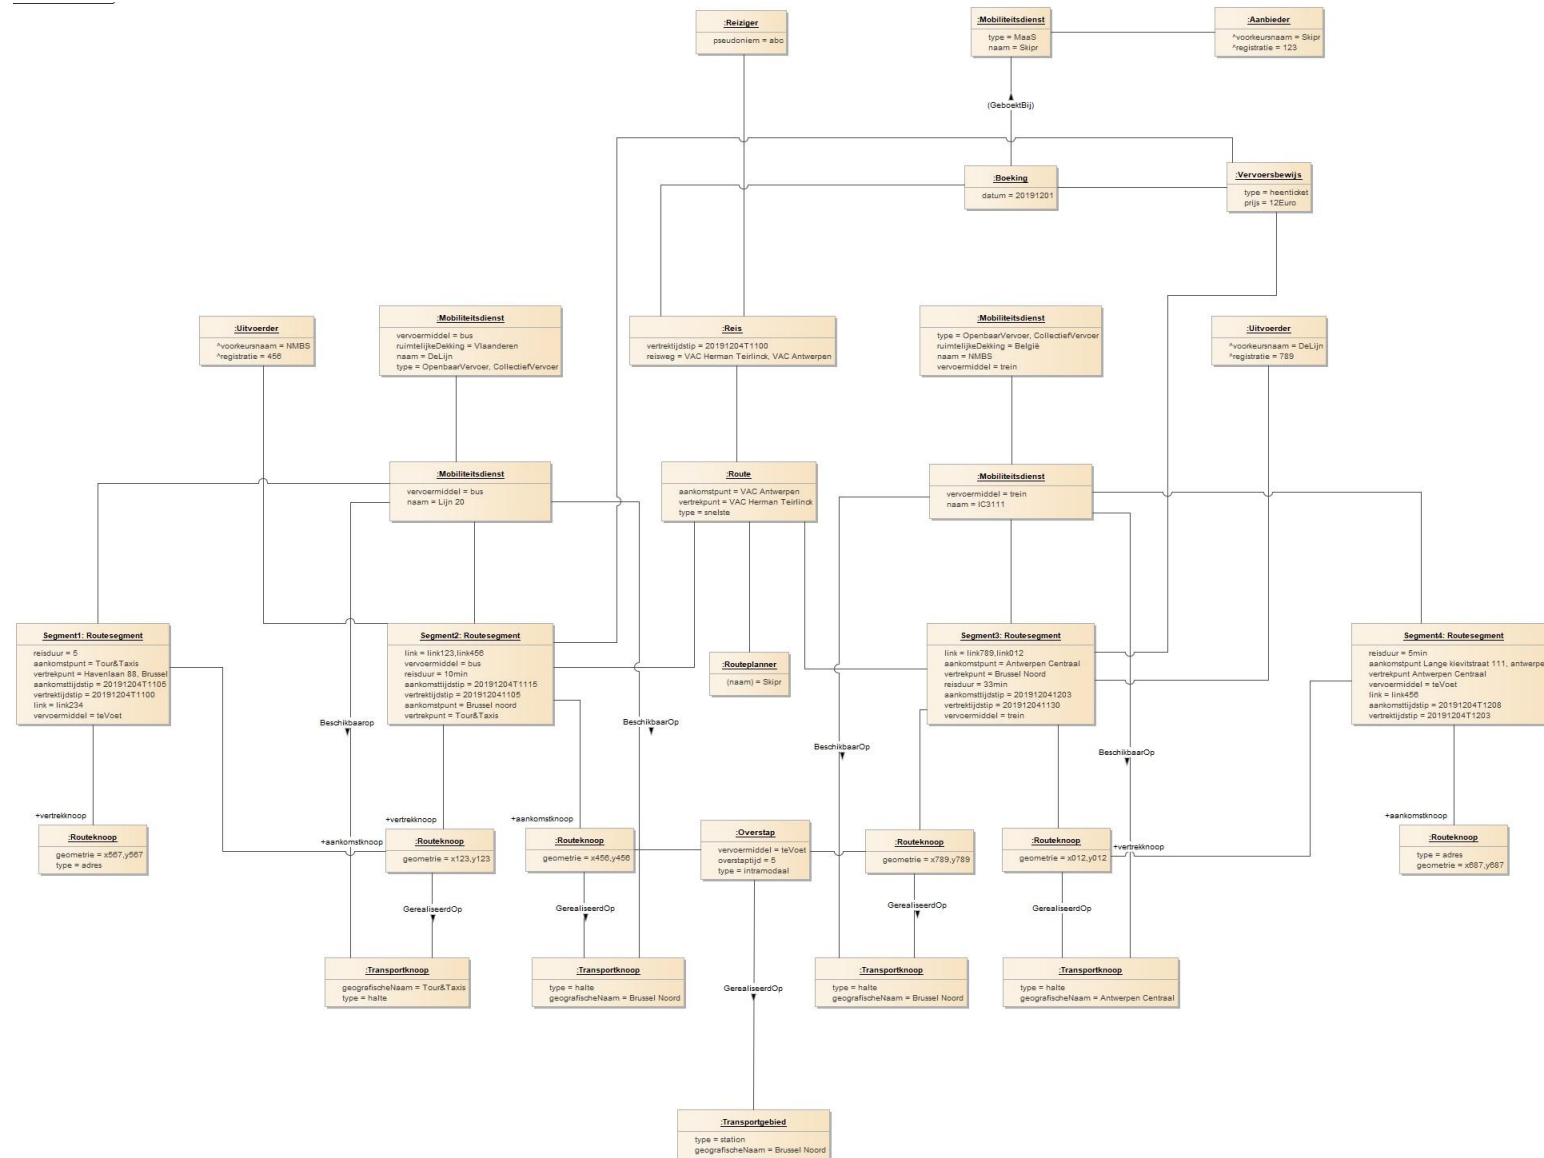 :Reiziger
pseudoniem = abc
:Mobiliteitsdienst
type = MaaS
naam = Skipr
:Aanbieder
^voorkeursnaam = Skipr
^registratie = 123
(GeboektBij)
:Boeking
datum = 20191201
:Vervoersbewijs
type = heenticket
prijs = 12Euro
:Uitvoerder
^voorkeursnaam = NMBS
^registratie = 456
:Mobiliteitsdienst
vervoermiddel = bus
ruimtelijkeDekking = Vlaanderen
naam = DeLijn
type = OpenbaarVervoer, CollectiefVervoer
:Reis
vertrektijdstip = 20191204T1100
reisweg = VAC Herman Teirlinck, VAC Antwerpen
:Mobiliteitsdienst
type = OpenbaarVervoer, CollectiefVervoer
ruimtelijkeDekking = België
naam = NMBS
vervoermiddel = trein
:Uitvoerder
^voorkeursnaam = DeLijn
^registratie = 789
:Mobiliteitsdienst
vervoermiddel = bus
naam = Lijn 20
:Route
aankomstpunt = VAC Antwerpen
vertrekpunt = VAC Herman Teirlinck
type = snelste
:Mobiliteitsdienst
vervoermiddel = trein
naam = IC3111
Segment1: Routesegment
reisduur = 5
aankomstpunt = Tour&Taxis
vertrekpunt = Havenlaan 88, Brussel
aankomsttijdstip = 20191204T1105
vertrektijdstip = 20191204T1100
link = link234
vervoermiddel = teVoet
Segment2: Routesegment
link = link123,link456
vervoermiddel = bus
reisduur = 10min
aankomsttijdstip = 20191204T1115
vertrektijdstip = 201912041105
aankomstpunt = Brussel noord
vertrekpunt = Tour&Taxis
:Routeplanner
(naam) = Skipr
Segment3: Routesegment
link = link789,link012
aankomstpunt = Antwerpen Centraal
vertrekpunt = Brussel Noord
reisduur = 33min
aankomsttijdstip = 201912041203
vertrektijdstip = 201912041130
vervoermiddel = trein
Segment4: Routesegment
reisduur = 5min
aankomstpunt Lange kievitstraat 111, antwerpe
vertrekpunt Antwerpen Centraal
vervoermiddel = teVoet
link = link456
aankomsttijdstip = 20191204T1208
vertrektijdstip = 20191204T1203
Beschikbaarop
BeschikbaarOp
BeschikbaarOp
BeschikbaarOp
+vertrekknoop
+aankomstknoop
+vertrekknoop
+aankomstknoop
+vertrekknoop
+aankomstknoop
:Routeknoop
geometrie = x567,y567
type = adres
:Routeknoop
geometrie = x123,y123
:Routeknoop
geometrie = x456,y456
:Overstap
vervoermiddel = teVoet
overstaptijd = 5
type = intramodaal
:Routeknoop
geometrie = x789,y789
:Routeknoop
geometrie = x012,y012
:Routeknoop
type = adres
geometrie = x687,y687
GerealiseerdOp
GerealiseerdOp
GerealiseerdOp
GerealiseerdOp
GerealiseerdOp
:Transportknoop
geografischeNaam = Tour&Taxis
type = halte
:Transportknoop
type = halte
geografischeNaam = Brussel Noord
:Transportknoop
type = halte
geografischeNaam = Brussel Noord
:Transportknoop
type = halte
geografischeNaam = Antwerpen Centraal
:Transportgebied
type = station
geografischeNaam = Brussel Noord